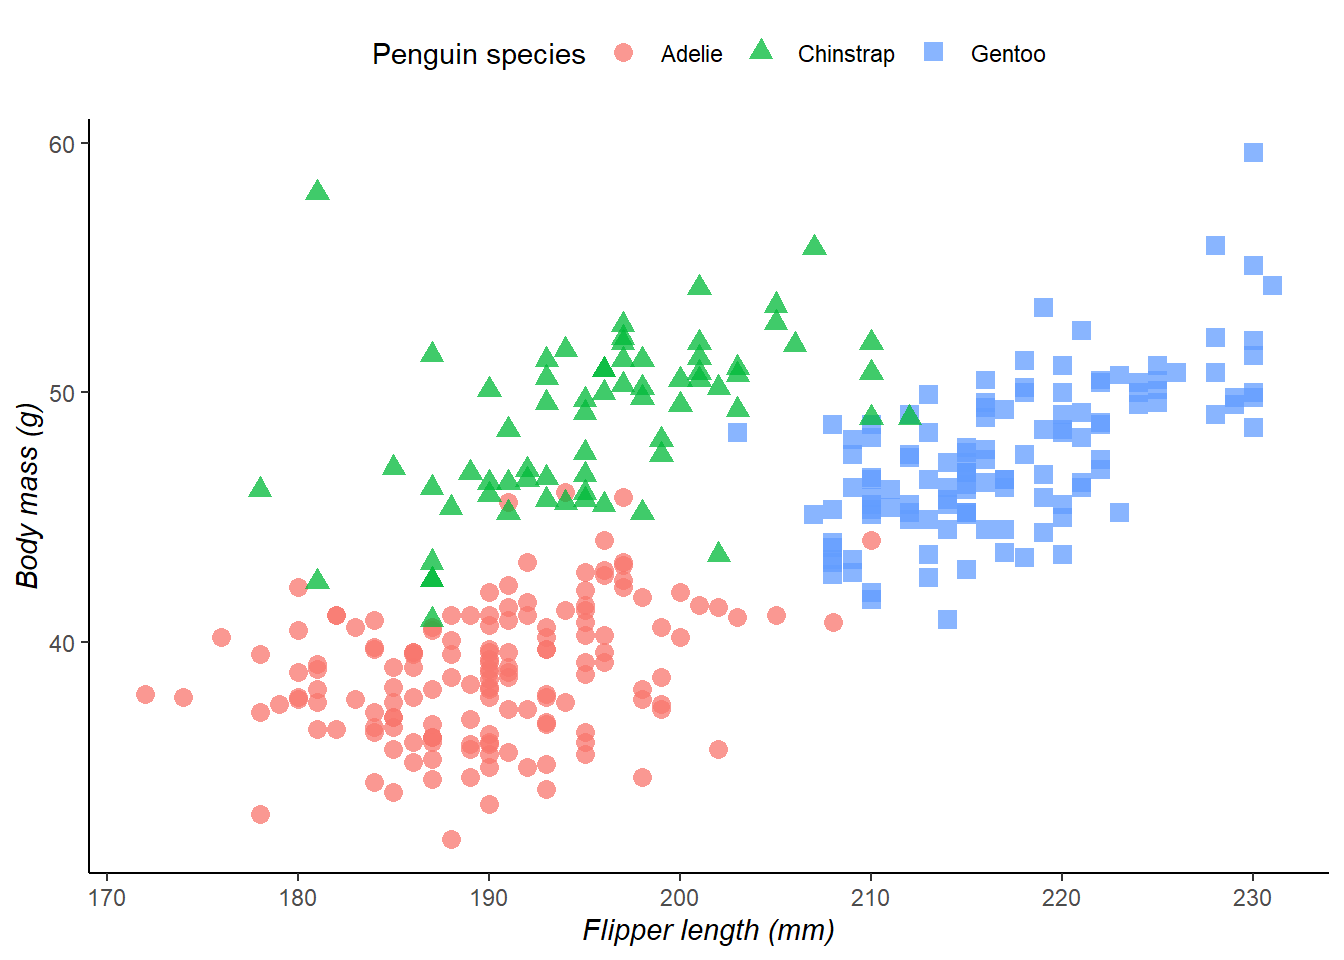 Penguin species Adelie Chinstrap Gentoo
60
50
40
Body mass (g)
170 180 190 200 210 220 230
Flipper length (mm)